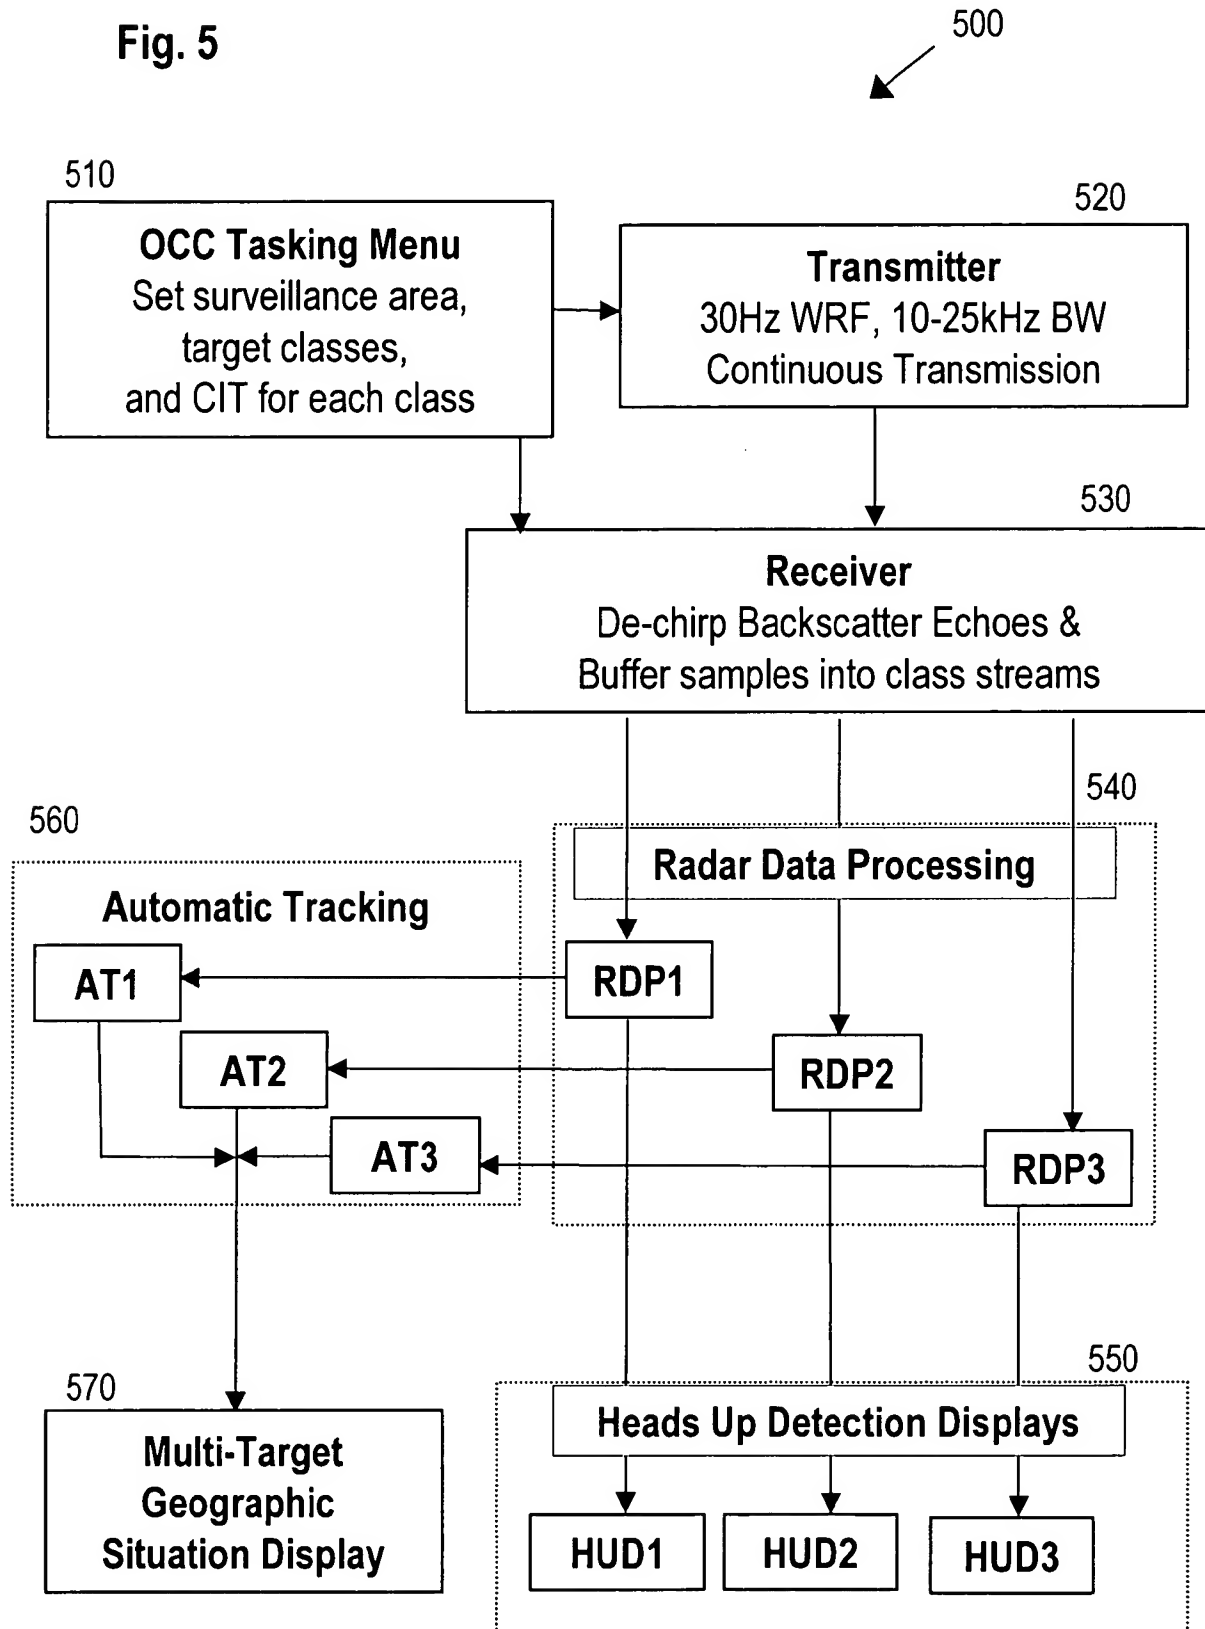 Fig. 5
500
510
OCC Tasking Menu
Set surveillance area,
target classes,
and CIT for each class
520
Transmitter
30Hz WRF, 10-25kHz BW
Continuous Transmission
530
Receiver
De-chirp Backscatter Echoes &
Buffer samples into class streams
540
Radar Data Processing
560
Automatic Tracking
AT1
RDP1
AT2
RDP2
AT3
RDP3
550
Heads Up Detection Displays
570
Multi-Target
Geographic
Situation Display
HUD1
HUD2
HUD3